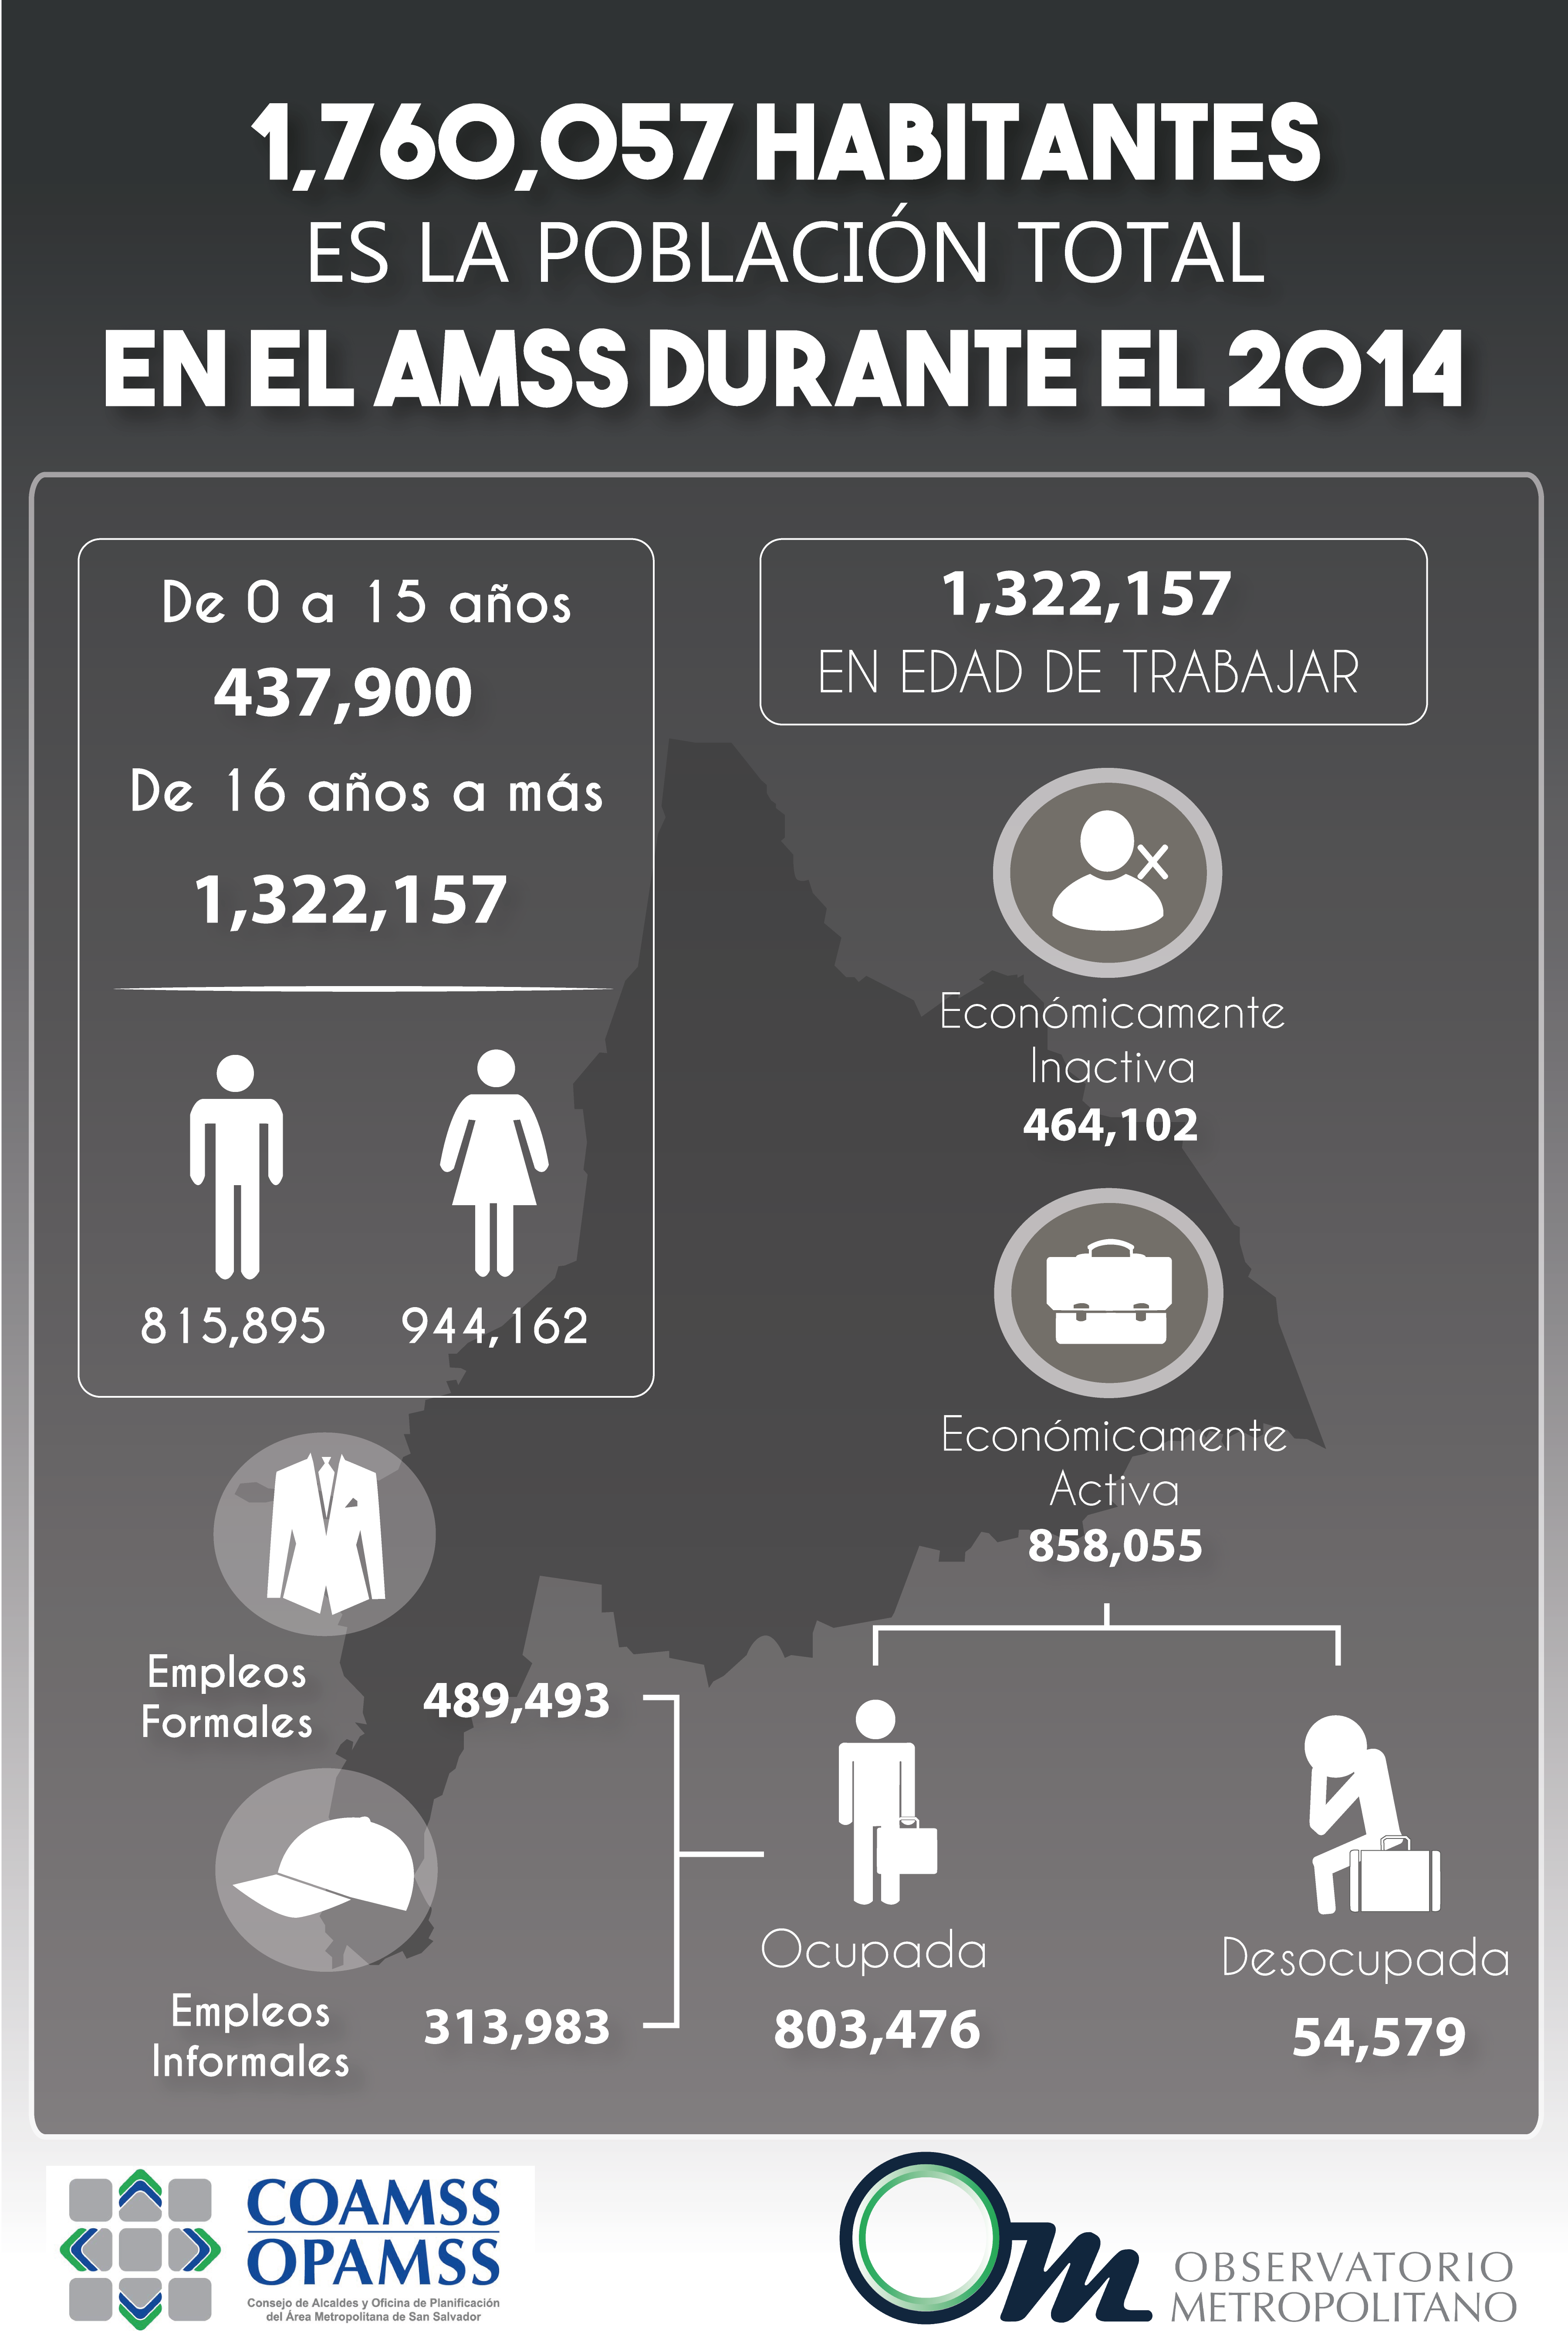 1,760,057 HABITANTES
ES LA POBLACIÓN TOTAL
EN EL AMSS DURANTE EL 2014
De 0 a 15 años
437,900
De 16 años a más
1,322,157
815,895
944,162
1,322,157
EN EDAD DE TRABAJAR
Económicamente
Inactiva
464,102
Económicamente
Activa
858,055
Empleos
Formales
489,493
Empleos
Informales
313,983
Ocupada
803,476
Desocupada
54,579
COAMSS
OPAMSS
Consejo de Alcaldes y Oficina de Planificación
del Área Metropolitana de San Salvador
Om
OBSERVATORIO
METROPOLITANO